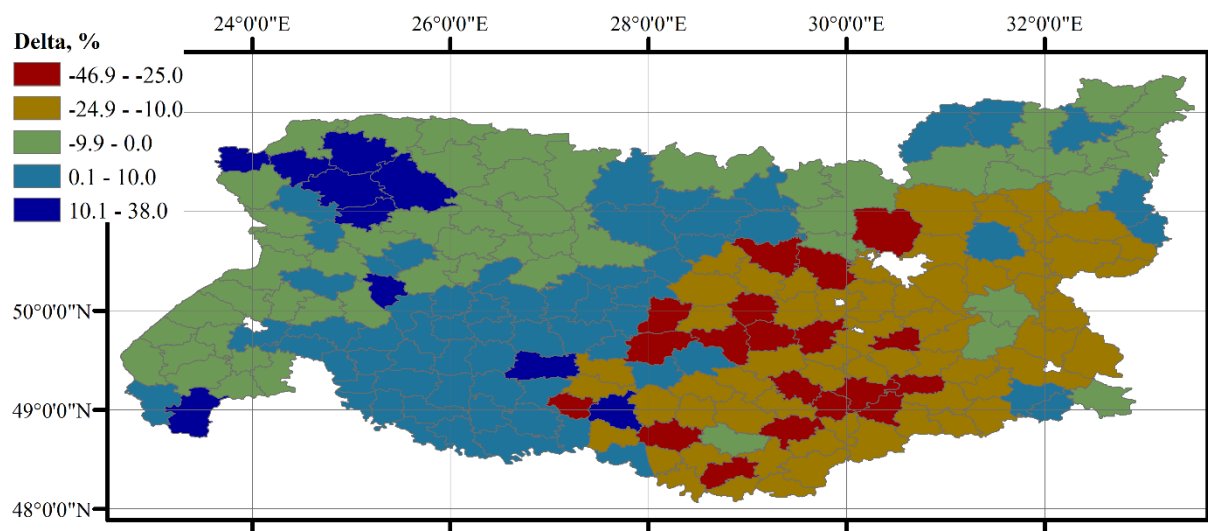 24°0'0"E 26°0'0"E 28°0'0"E 30°0'0"E 32°0'0"E
Delta, %
-46.9 - -25.0
-24.9 - -10.0
-9.9 - 0.0
0.1 - 10.0
10.1 - 38.0
50°0'0"N
49°0'0"N
48°0'0"N